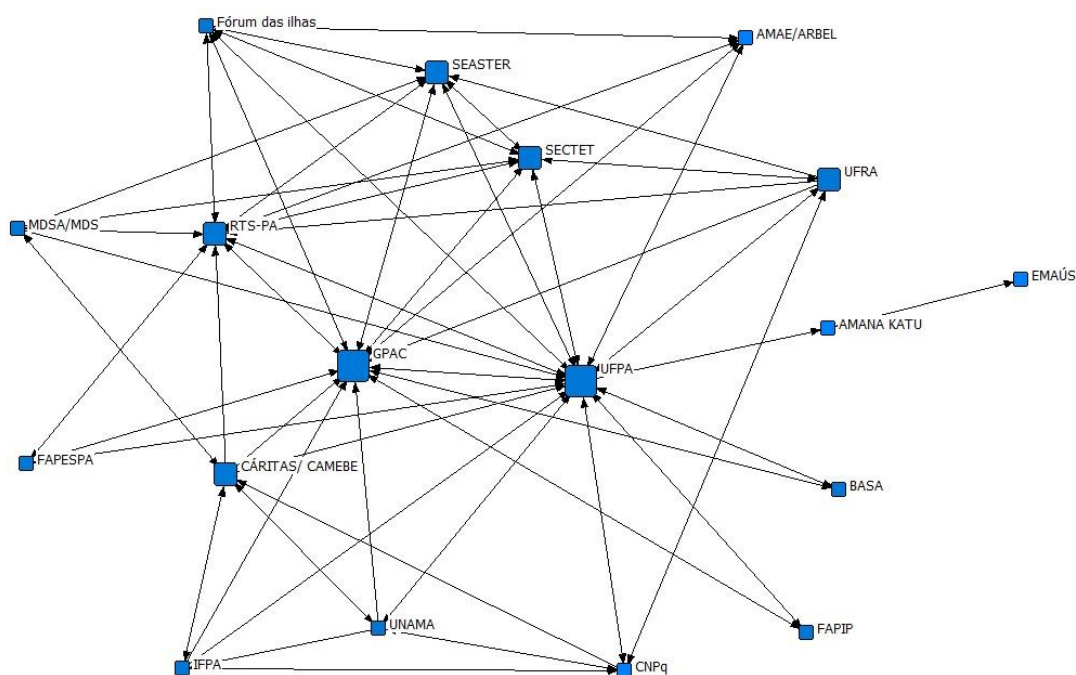 Fórum das ilhas
AMAE/ARBEL
SEASTER
SECTET
UFRA
MDSA/MDS
RTS-PA
EMAÚS
AMANA KATU
GPAC
UFPA
FAPESPA
CÁRITAS/ CAMEBE
BASA
UNAMA
FAPIP
IFPA
CNPq